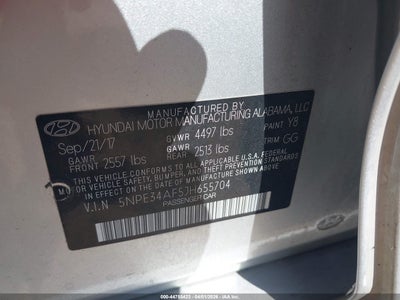 MANUFACTURED BY
HYUNDAI MOTOR MANUFACTURING ALABAMA, LLC
Sep/21/17 GVWR 4497 lbs PAINT Y8
GAWR FRONT 2557 lbs GAWR REAR 2513 lbs TRIM GG
THIS VEHICLE CONFORMS TO ALL APPLICABLE U.S.A. FEDERAL
MOTOR VEHICLE SAFETY AND THEFT PREVENTION STANDARDS
IN EFFECT ON THE DATE OF MANUFACTURE SHOWN ABOVE.
V.I.N 5NPE34AF5JH655704
PASSENGER CAR